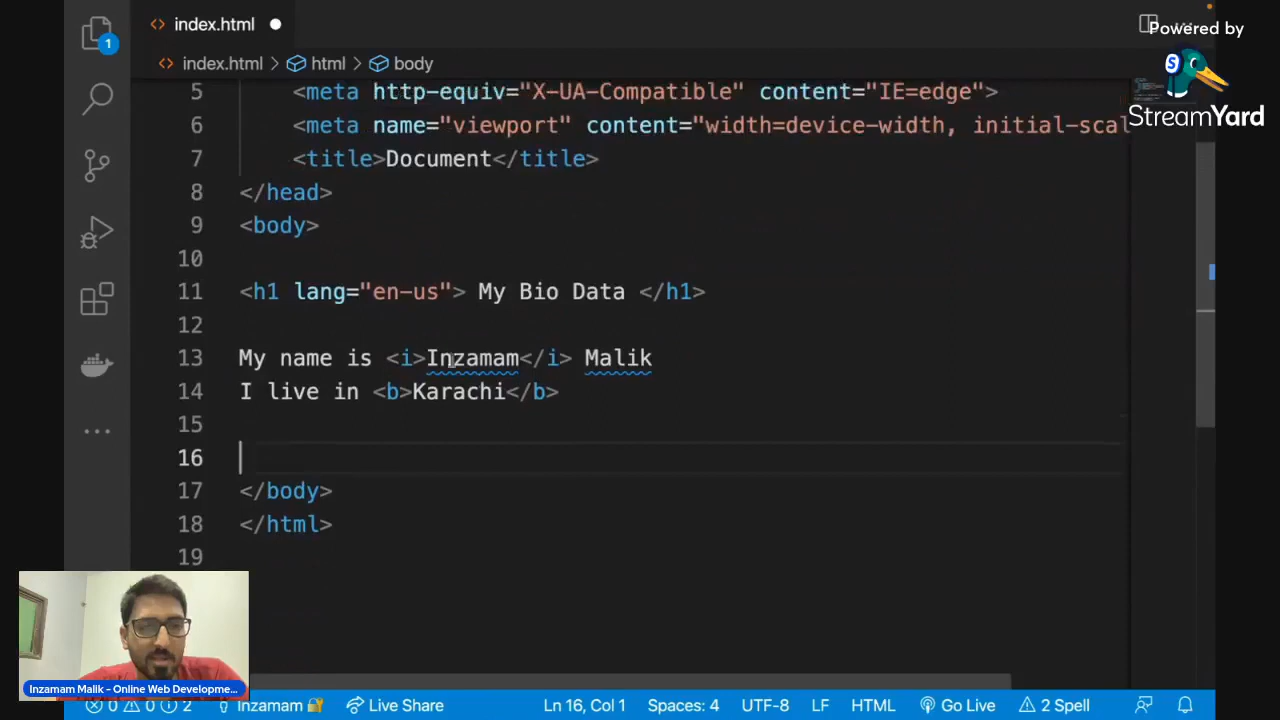 index.html
Powered by
index.html > html > body
StreamYard
5 <meta http-equiv="X-UA-Compatible" content="IE=edge">
6 <meta name="viewport" content="width=device-width, initial-scal
7 <title>Document</title>
8 </head>
9 <body>
10
11 <h1 lang="en-us"> My Bio Data </h1>
12
13 My name is <i>Inzamam</i> Malik
14 I live in <b>Karachi</b>
15
16
17 </body>
18 </html>
19
1
S
Inzamam Malik - Online Web Developme...
0 0 2 Inzamam Live Share Ln 16, Col 1 Spaces: 4 UTF-8 LF HTML Go Live 2 Spell